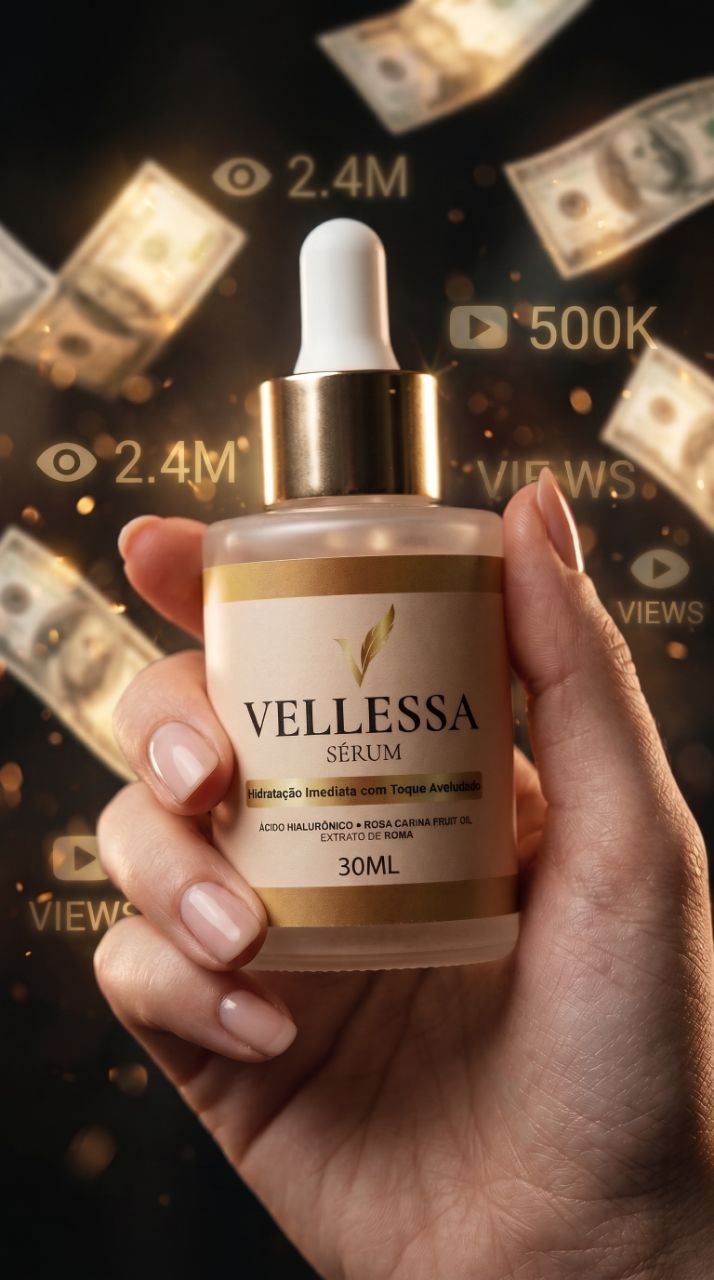 2.4M
500K
2.4M
VIEWS
VIEWS
VELLESSA
SÉRUM
Hidratação Imediata com Toque Aveludado
ÁCIDO HIALURÔNICO • ROSA CARINA FRUIT OIL
EXTRATO DE ROMA
30ML
VIEWS